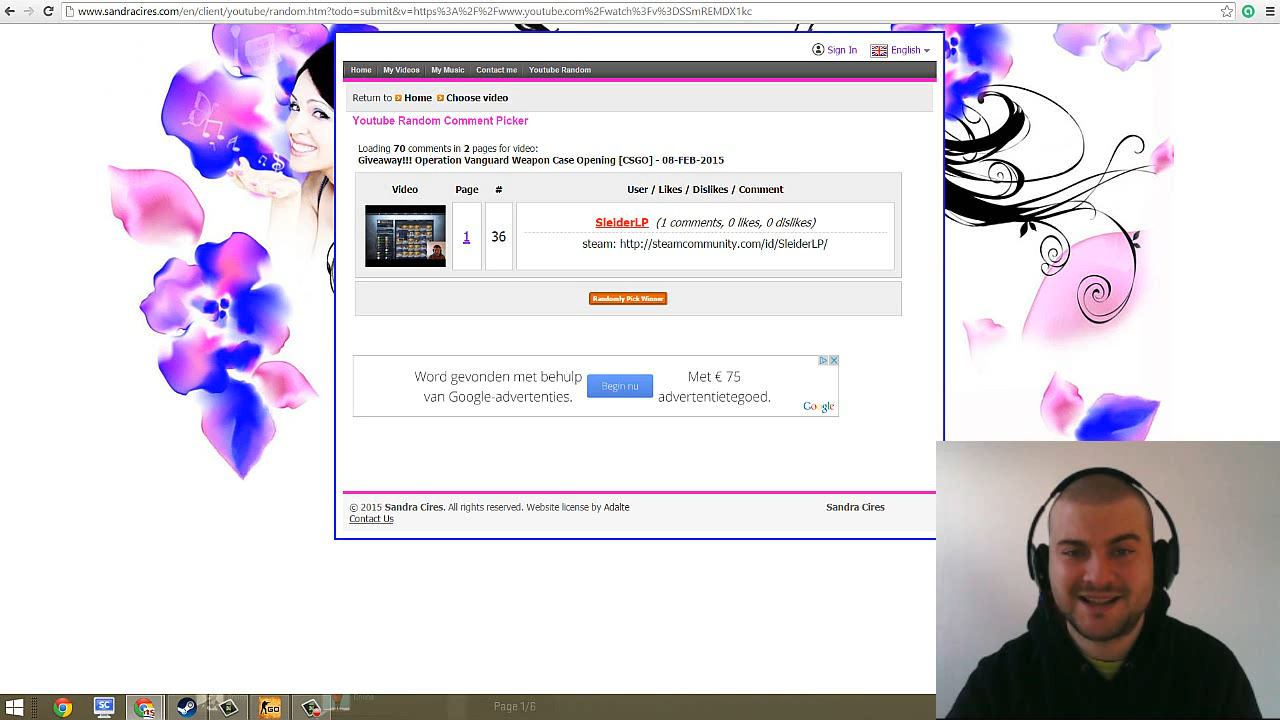 www.sandracires.com/en/client/youtube/random.htm?todo=submit&v=https%3A%2F%2Fwww.youtube.com%2Fwatch%3Fv%3DSSmREMDX1kc
Sign In English
Home My Videos My Music Contact me Youtube Random
Return to Home Choose video
Youtube Random Comment Picker
Loading 70 comments in 2 pages for video:
Giveaway!!! Operation Vanguard Weapon Case Opening [CSGO] - 08-FEB-2015
Video Page # User / Likes / Dislikes / Comment
1 36 SleiderLP (1 comments, 0 likes, 0 dislikes)
steam: http://steamcommunity.com/id/SleiderLP/
Randomly Pick Winner
Word gevonden met behulp van Google-advertenties.
Begin nu
Met € 75 advertentietegoed.
Google
© 2015 Sandra Cires. All rights reserved. Website license by Adalte Sandra Cires
Contact Us
SC GO Page 1/6